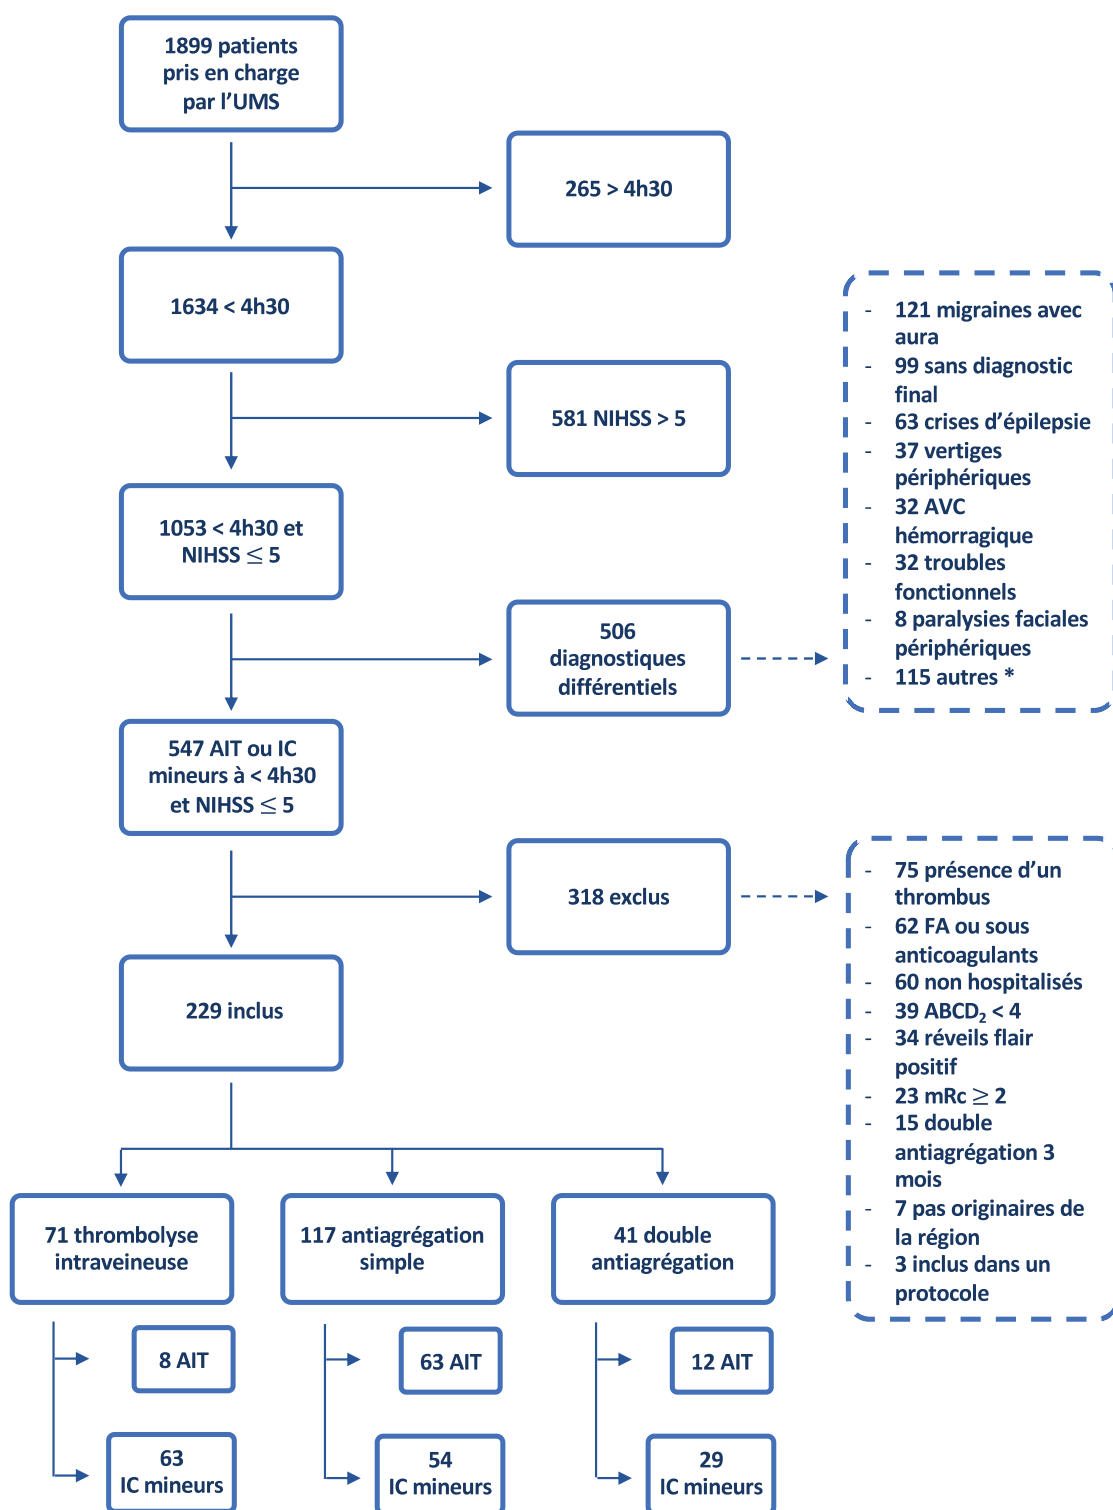 1899 patients
pris en charge
par l'UMS
265 > 4h30
1634 < 4h30
581 NIHSS > 5
1053 < 4h30 et
NIHSS ≤ 5
506
diagnostiques
différentiels
- 121 migraines avec
aura
- 99 sans diagnostic
final
- 63 crises d'épilepsie
- 37 vertiges
périphériques
- 32 AVC
hémorragique
- 32 troubles
fonctionnels
- 8 paralysies faciales
périphériques
- 115 autres *
547 AIT ou IC
mineurs à < 4h30
et NIHSS ≤ 5
318 exclus
- 75 présence d'un
thrombus
- 62 FA ou sous
anticoagulants
- 60 non hospitalisés
- 39 ABCD₂ < 4
- 34 réveils flair
positif
- 23 mRc ≥ 2
- 15 double
antiagrégation 3
mois
- 7 pas originaires de
la région
- 3 inclus dans un
protocole
229 inclus
71 thrombolyse
intraveineuse
117 antiagrégation
simple
41 double
antiagrégation
8 AIT
63 AIT
12 AIT
63
IC mineurs
54
IC mineurs
29
IC mineurs